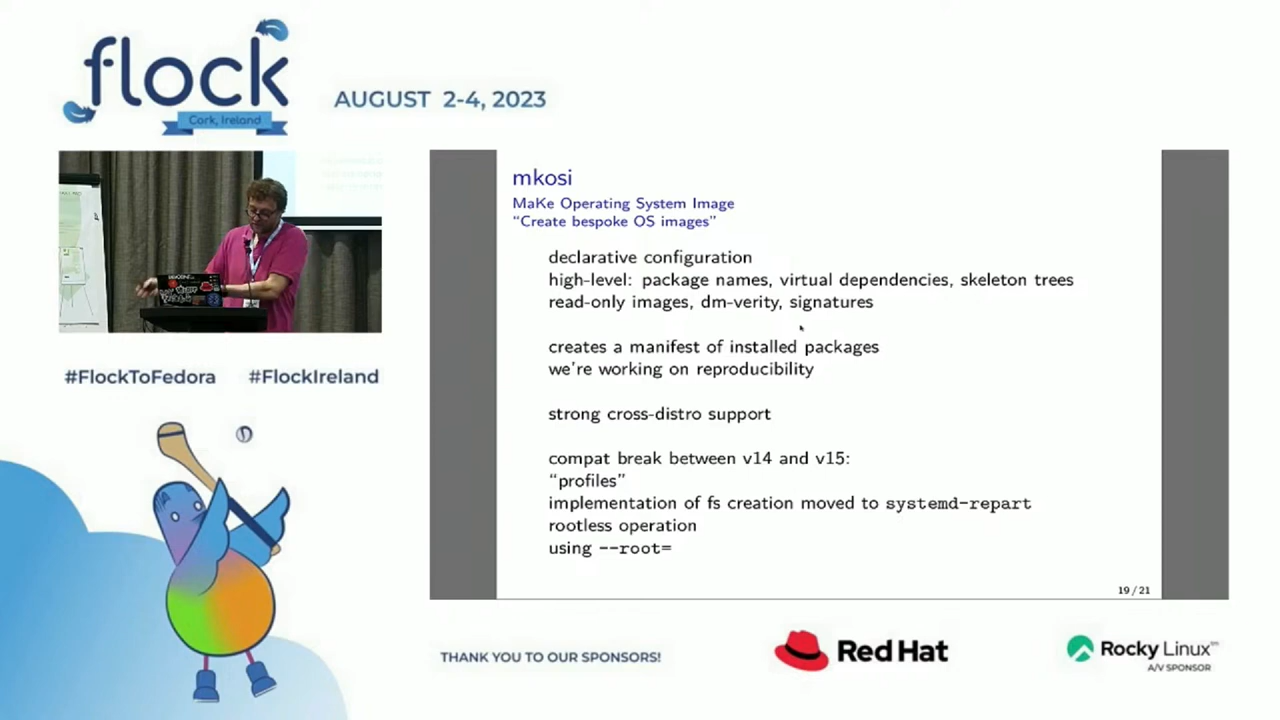 flock
Cork, Ireland
AUGUST 2-4, 2023
#FlockToFedora #FlockIreland
mkosi
MaKe Operating System Image
“Create bespoke OS images”
declarative configuration
high-level: package names, virtual dependencies, skeleton trees
read-only images, dm-verity, signatures
creates a manifest of installed packages
we're working on reproducibility
strong cross-distro support
compat break between v14 and v15:
“profiles”
implementation of fs creation moved to systemd-repart
rootless operation
using --root=
19 / 21
THANK YOU TO OUR SPONSORS!
Red Hat
Rocky Linux™
A/V SPONSOR